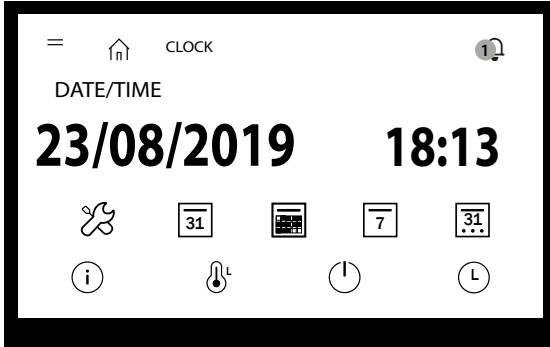 CLOCK 1
DATE/TIME
23/08/2019 18:13
31 7 31
i L L